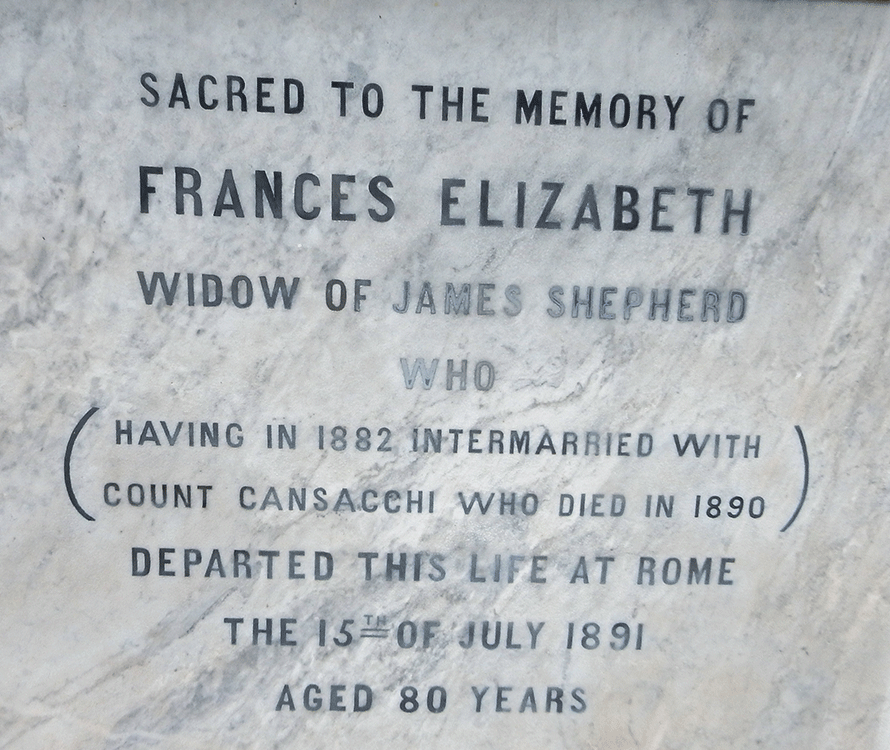 SACRED TO THE MEMORY OF
FRANCES ELIZABETH
WIDOW OF JAMES SHEPHERD
WHO
(HAVING IN 1882 INTERMARRIED WITH
COUNT CANSACCHI WHO DIED IN 1890)
DEPARTED THIS LIFE AT ROME
THE 15TH OF JULY 1891
AGED 80 YEARS